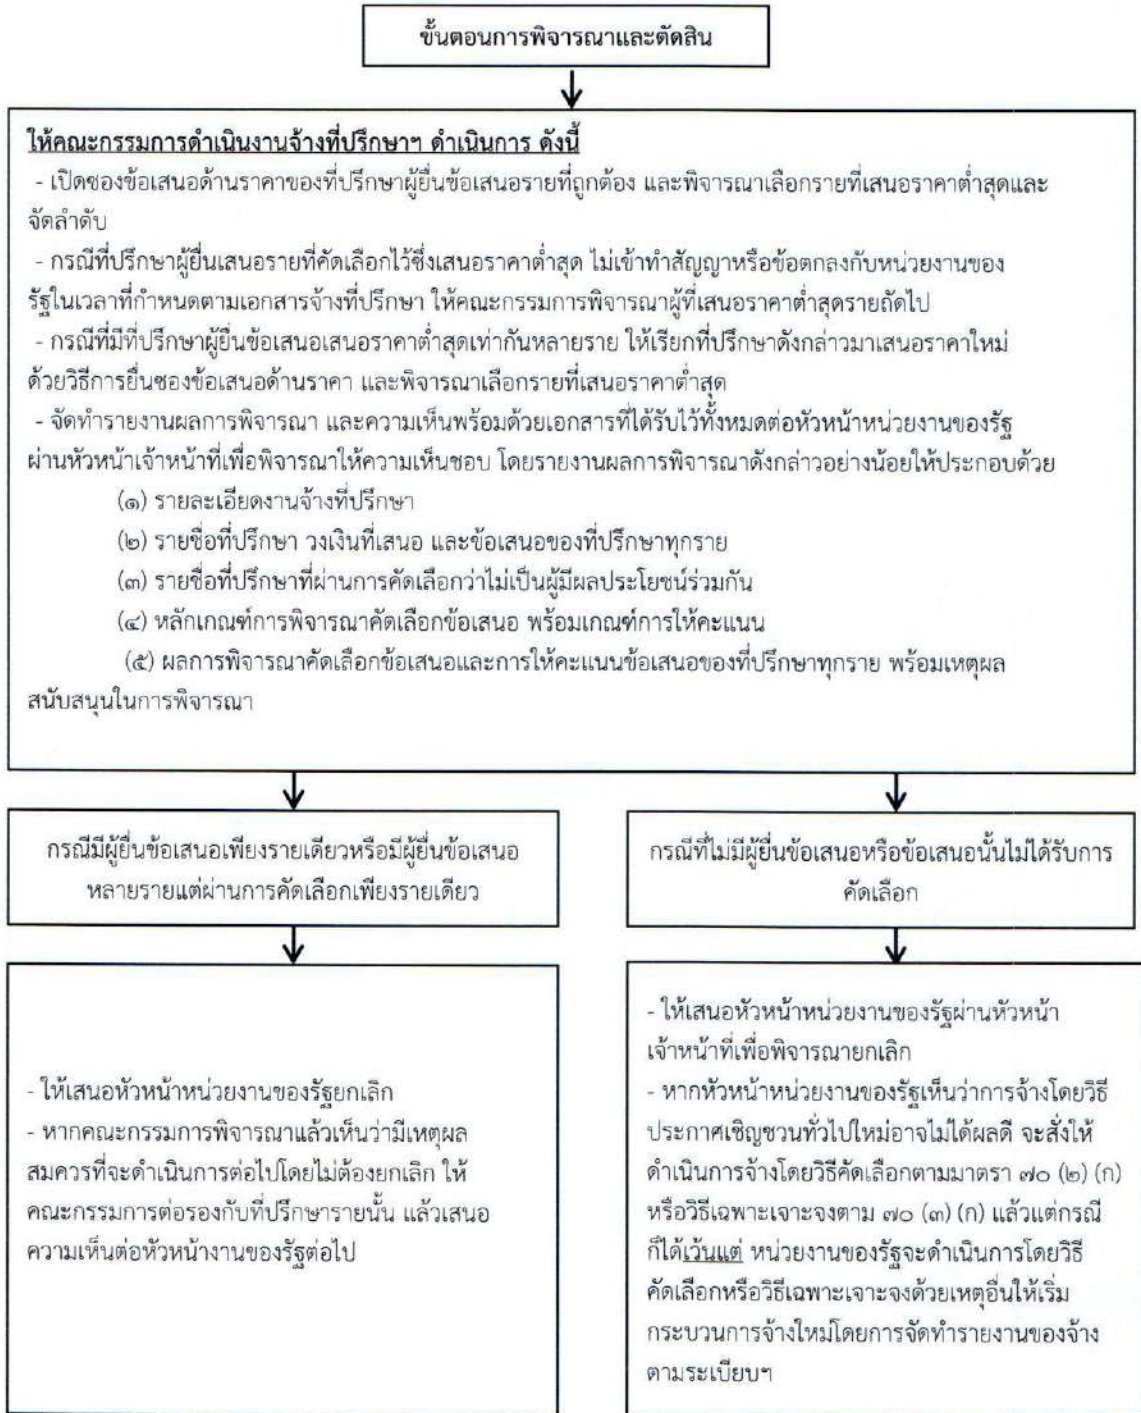 ขั้นตอนการพิจารณาและตัดสิน
ให้คณะกรรมการดำเนินงานจ้างที่ปรึกษาฯ ดำเนินการ ดังนี้
- เปิดซองข้อเสนอด้านราคาของที่ปรึกษาผู้ยื่นข้อเสนอรายที่ถูกต้อง และพิจารณาเลือกรายที่เสนอราคาต่ำสุดและ
จัดลำดับ
- กรณีที่ปรึกษาผู้ยื่นเสนอรายที่คัดเลือกไว้ซึ่งเสนอราคาต่ำสุด ไม่เข้าทำสัญญาหรือข้อตกลงกับหน่วยงานของ
รัฐในเวลาที่กำหนดตามเอกสารจ้างที่ปรึกษา ให้คณะกรรมการพิจารณาผู้ที่เสนอราคาต่ำสุดรายถัดไป
- กรณีที่มีที่ปรึกษาผู้ยื่นข้อเสนอเสนอราคาต่ำสุดเท่ากันหลายราย ให้เรียกที่ปรึกษาดังกล่าวมาเสนอราคาใหม่
ด้วยวิธีการยื่นซองข้อเสนอด้านราคา และพิจารณาเลือกรายที่เสนอราคาต่ำสุด
- จัดทำรายงานผลการพิจารณา และความเห็นพร้อมด้วยเอกสารที่ได้รับไว้ทั้งหมดต่อหัวหน้าหน่วยงานของรัฐ
ผ่านหัวหน้าเจ้าหน้าที่เพื่อพิจารณาให้ความเห็นชอบ โดยรายงานผลการพิจารณาดังกล่าวอย่างน้อยให้ประกอบด้วย
(๑) รายละเอียดงานจ้างที่ปรึกษา
(๒) รายชื่อที่ปรึกษา วงเงินที่เสนอ และข้อเสนอของที่ปรึกษาทุกราย
(๓) รายชื่อที่ปรึกษาที่ผ่านการคัดเลือกว่าไม่เป็นผู้มีผลประโยชน์ร่วมกัน
(๔) หลักเกณฑ์การพิจารณาคัดเลือกข้อเสนอ พร้อมเกณฑ์การให้คะแนน
(๕) ผลการพิจารณาคัดเลือกข้อเสนอและการให้คะแนนข้อเสนอของที่ปรึกษาทุกราย พร้อมเหตุผล
สนับสนุนในการพิจารณา
กรณีมีผู้ยื่นข้อเสนอเพียงรายเดียวหรือมีผู้ยื่นข้อเสนอ
หลายรายแต่ผ่านการคัดเลือกเพียงรายเดียว
- ให้เสนอหัวหน้าหน่วยงานของรัฐยกเลิก
- หากคณะกรรมการพิจารณาแล้วเห็นว่ามีเหตุผล
สมควรที่จะดำเนินการต่อไปโดยไม่ต้องยกเลิก ให้
คณะกรรมการต่อรองกับที่ปรึกษารายนั้น แล้วเสนอ
ความเห็นต่อหัวหน้างานของรัฐต่อไป
กรณีที่ไม่มีผู้ยื่นข้อเสนอหรือข้อเสนอนั้นไม่ได้รับการ
คัดเลือก
- ให้เสนอหัวหน้าหน่วยงานของรัฐผ่านหัวหน้า
เจ้าหน้าที่เพื่อพิจารณายกเลิก
- หากหัวหน้าหน่วยงานของรัฐเห็นว่าการจ้างโดยวิธี
ประกาศเชิญชวนทั่วไปใหม่อาจไม่ได้ผลดี จะสั่งให้
ดำเนินการจ้างโดยวิธีคัดเลือกตามมาตรา ๗๐ (๒) (ก)
หรือวิธีเฉพาะเจาะจงตาม ๗๐ (๓) (ก) แล้วแต่กรณี
ก็ได้เว้นแต่ หน่วยงานของรัฐจะดำเนินการโดยวิธี
คัดเลือกหรือวิธีเฉพาะเจาะจงด้วยเหตุอื่นให้เริ่ม
กระบวนการจ้างใหม่โดยการจัดทำรายงานของจ้าง
ตามระเบียบฯ